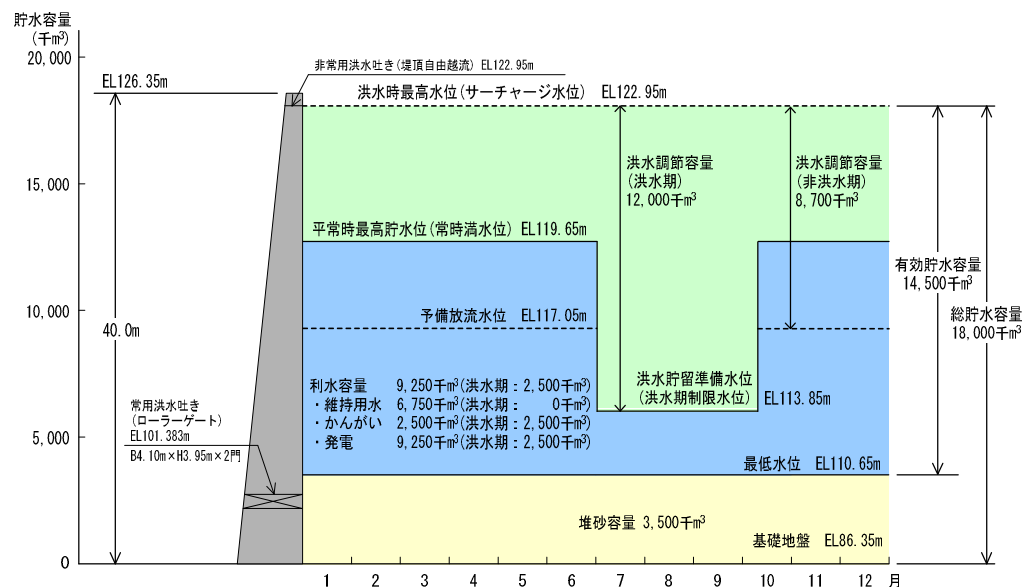 貯水容量
(千m³)
20,000
非常用洪水吐き(堤頂自由越流) EL122.95m
EL126.35m
洪水時最高水位(サーチャージ水位) EL122.95m
洪水調節容量
(洪水期)
12,000千m³
洪水調節容量
(非洪水期)
8,700千m³
15,000
平常時最高貯水位(常時満水位) EL119.65m
有効貯水容量
14,500千m³
総貯水容量
18,000千m³
10,000
40.0m
予備放流水位 EL117.05m
利水容量 9,250千m³(洪水期:2,500千m³)
・維持用水 6,750千m³(洪水期: 0千m³)
・かんがい 2,500千m³(洪水期:2,500千m³)
・発電 9,250千m³(洪水期:2,500千m³)
洪水貯留準備水位
(洪水期制限水位)
EL113.85m
常用洪水吐き
(ローラーゲート)
EL101.383m
B4.10m×H3.95m×2門
5,000
最低水位 EL110.65m
堆砂容量 3,500千m³
基礎地盤 EL86.35m
0
1 2 3 4 5 6 7 8 9 10 11 12 月